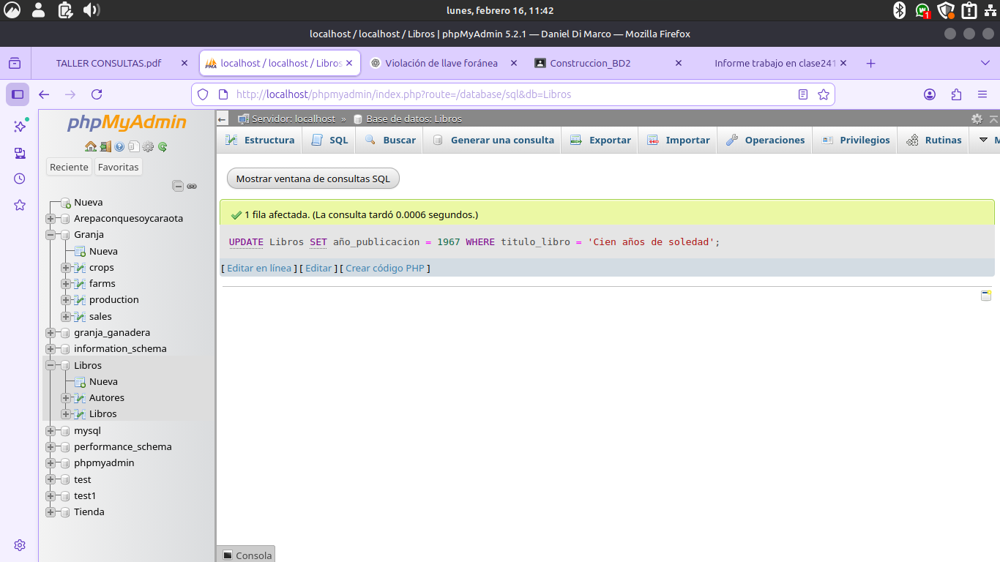 lunes, febrero 16, 11:42
1
localhost / localhost / Libros | phpMyAdmin 5.2.1 — Daniel Di Marco — Mozilla Firefox
TALLER CONSULTAS.pdf
PMA
localhost / localhost / Libros
Violación de llave foránea
Construccion_BD2
Informe trabajo en clase241
http://localhost/phpmyadmin/index.php?route=/database/sql&db=Libros
phpMyAdmin
Reciente
Favoritas
Nueva
Arepaconquesoycaraota
Granja
Nueva
crops
farms
production
sales
granja_ganadera
information_schema
Libros
Nueva
Autores
Libros
mysql
performance_schema
phpmyadmin
test
test1
Tienda
Servidor: localhost » Base de datos: Libros
Estructura
SQL
Buscar
Generar una consulta
Exportar
Importar
Operaciones
Privilegios
Rutinas
M
Mostrar ventana de consultas SQL
1 fila afectada. (La consulta tardó 0.0006 segundos.)
UPDATE Libros SET año_publicacion = 1967 WHERE titulo_libro = 'Cien años de soledad';
[ Editar en línea ] [ Editar ] [ Crear código PHP ]
Consola